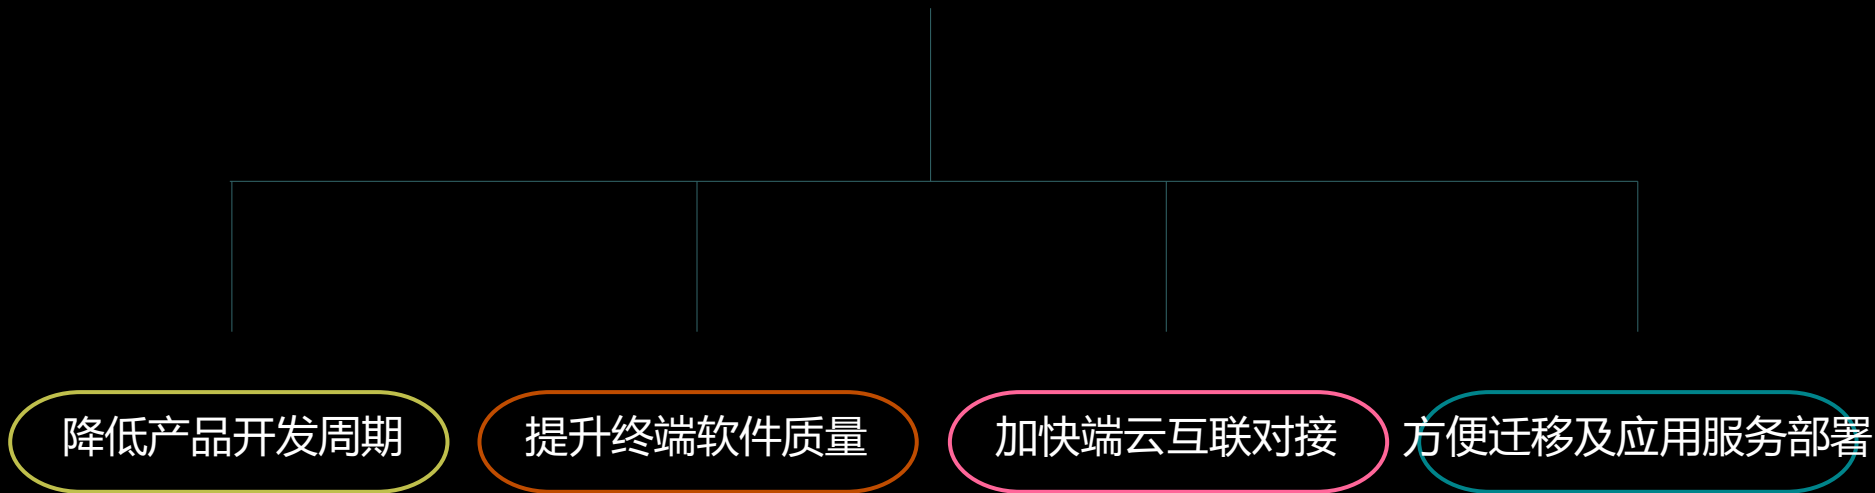 降低产品开发周期
提升终端软件质量
加快端云互联对接
方便迁移及应用服务部署